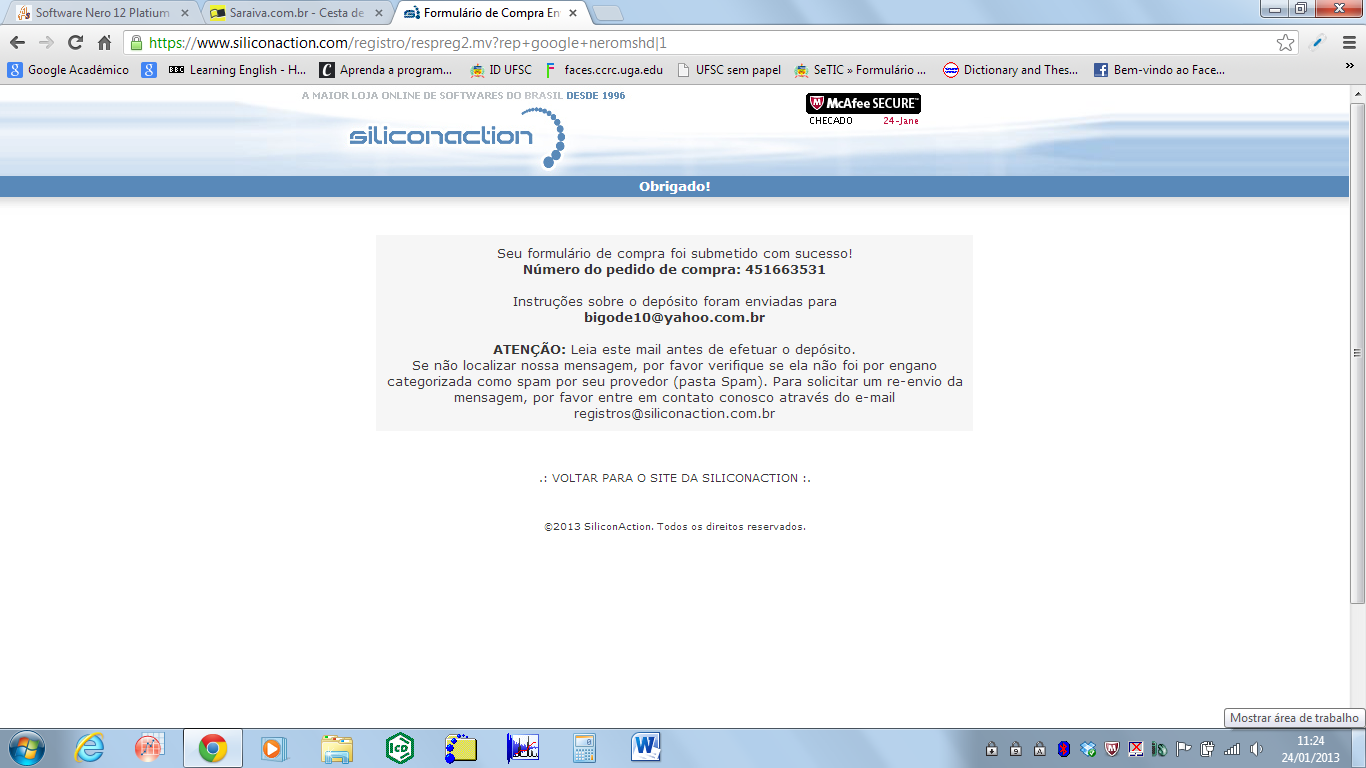 Software Nero 12 Platium
Saraiva.com.br - Cesta de
Formulário de Compra En
https://www.siliconaction.com/registro/respreg2.mv?rep+google+neromshd|1
Google Acadêmico
BBC Learning English - H...
C Aprenda a program...
ID UFSC
faces.ccrc.uga.edu
UFSC sem papel
SeTIC » Formulário ...
Dictionary and Thes...
Bem-vindo ao Face...
A MAIOR LOJA ONLINE DE SOFTWARES DO BRASIL DESDE 1996
siliconaction
McAfee SECURE™
CHECADO 24-Jane
Obrigado!
Seu formulário de compra foi submetido com sucesso!
Número do pedido de compra: 451663531
Instruções sobre o depósito foram enviadas para
bigode10@yahoo.com.br
ATENÇÃO: Leia este mail antes de efetuar o depósito.
Se não localizar nossa mensagem, por favor verifique se ela não foi por engano
categorizada como spam por seu provedor (pasta Spam). Para solicitar um re-envio da
mensagem, por favor entre em contato conosco através do e-mail
registros@siliconaction.com.br
.: VOLTAR PARA O SITE DA SILICONACTION :.
©2013 SiliconAction. Todos os direitos reservados.
Mostrar área de trabalho
ICD
11:24
24/01/2013